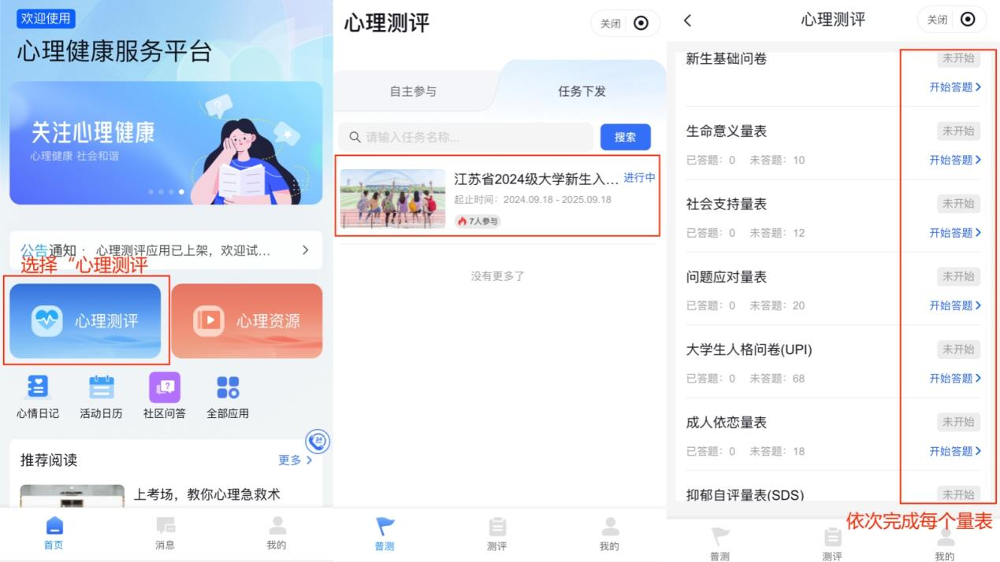 欢迎使用
心理健康服务平台
关注心理健康
心理健康 社会和谐
公告通知 · 心理测评应用已上架，欢迎试...
选择“心理测评
心理测评
心理资源
心情日记
活动日历
社区问答
全部应用
24
推荐阅读
更多
上考场，教你心理急救术
首页
消息
我的
心理测评
关闭
自主参与
任务下发
请输入任务名称...
搜索
江苏省2024级大学新生入... 进行中
起止时间：2024.09.18 - 2025.09.18
7人参与
没有更多了
普测
测评
我的
心理测评
关闭
新生基础问卷 未开始
开始答题
生命意义量表 未开始
已答题：0 未答题：10 开始答题
社会支持量表 未开始
已答题：0 未答题：12 开始答题
问题应对量表 未开始
已答题：0 未答题：20 开始答题
大学生人格问卷(UPI) 未开始
已答题：0 未答题：68 开始答题
成人依恋量表 未开始
已答题：0 未答题：18 开始答题
抑郁自评量表(SDS) 未开始
依次完成每个量表
普测
测评
我的